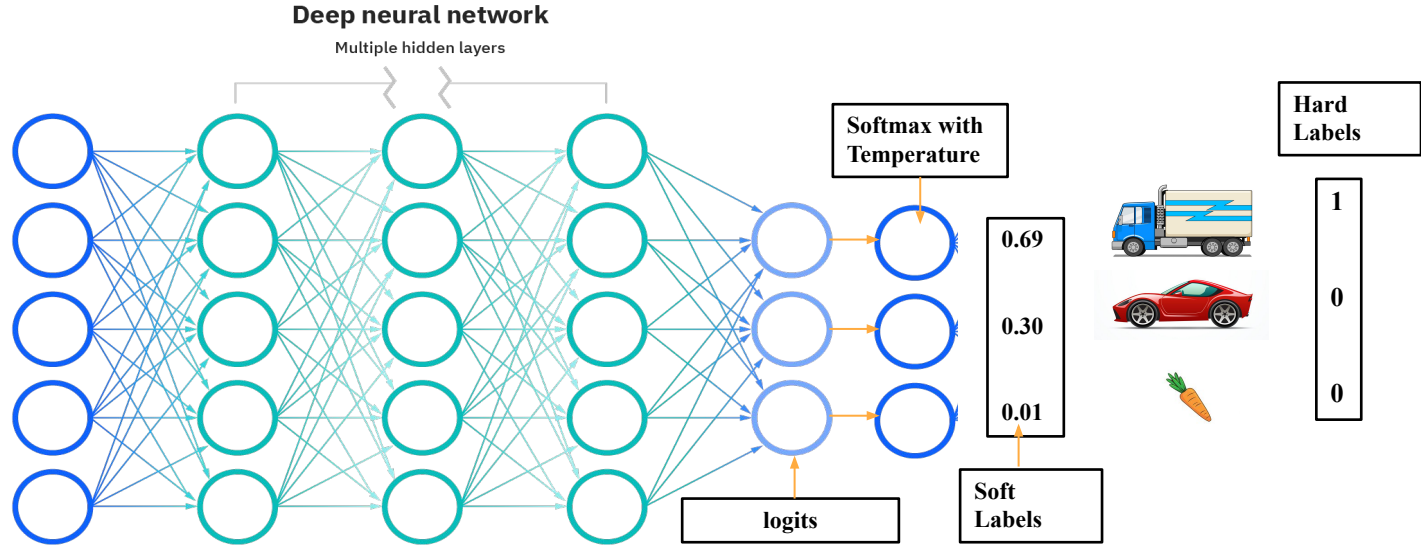 Deep neural network
Multiple hidden layers
Softmax with
Temperature
Hard
Labels
0.69
0.30
0.01
1
0
0
logits
Soft
Labels